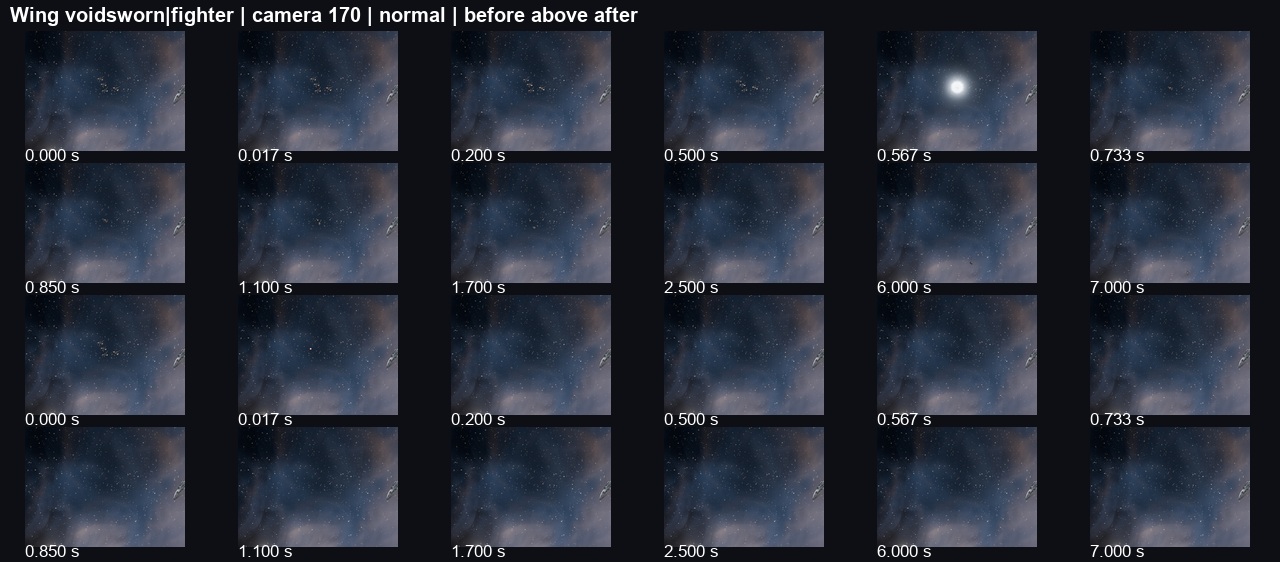 Wing voidsworn|fighter | camera 170 | normal | before above after
0.000 s 0.017 s 0.200 s 0.500 s 0.567 s 0.733 s
0.850 s 1.100 s 1.700 s 2.500 s 6.000 s 7.000 s
0.000 s 0.017 s 0.200 s 0.500 s 0.567 s 0.733 s
0.850 s 1.100 s 1.700 s 2.500 s 6.000 s 7.000 s